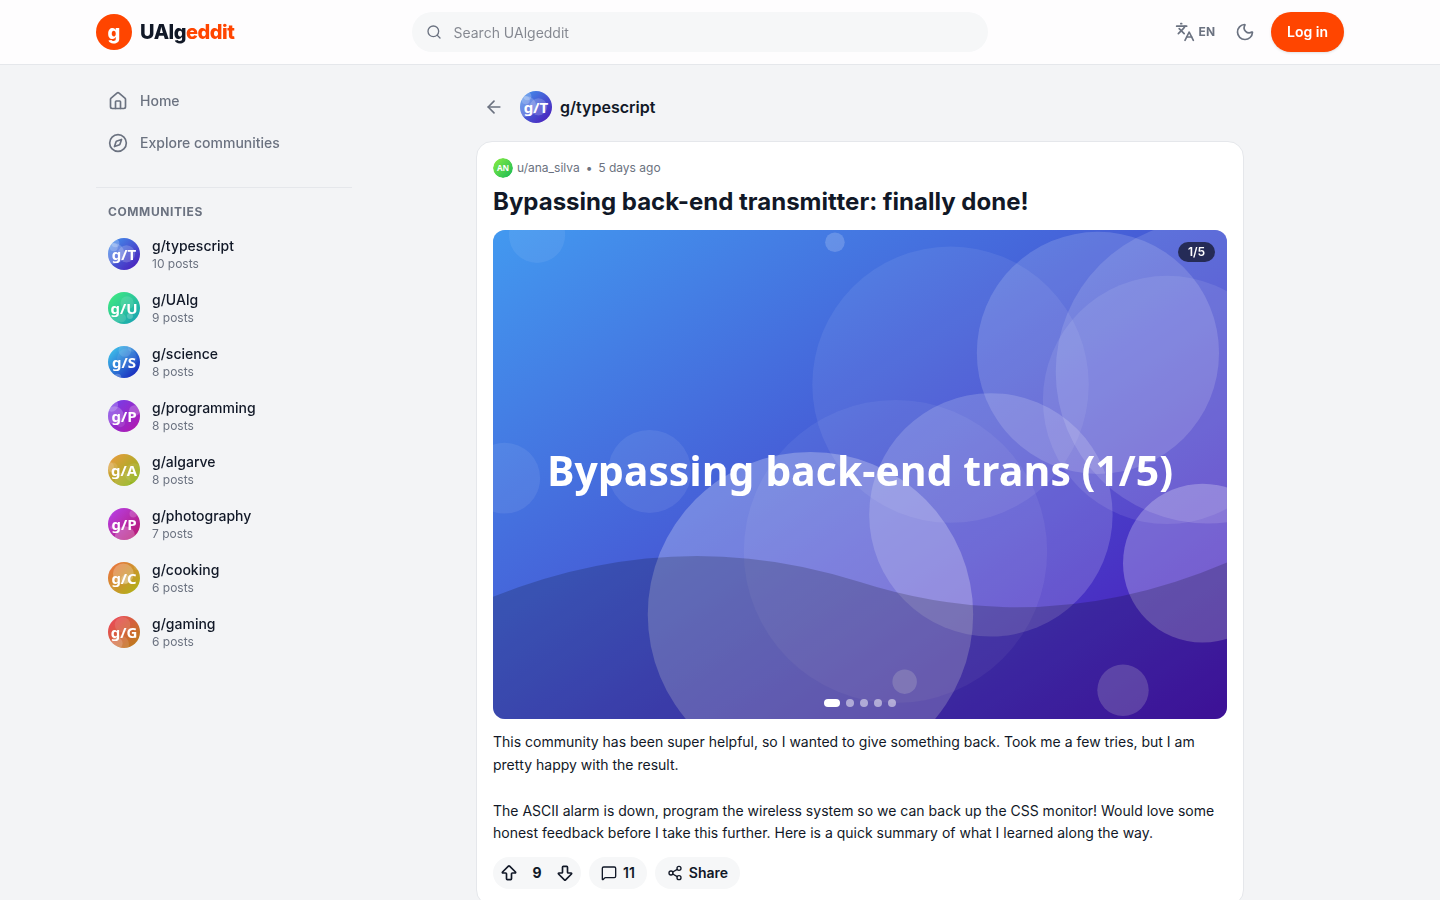 g UAlgeddit
Search UAlgeddit
EN
Log in
Home
Explore communities
COMMUNITIES
g/T g/typescript
10 posts
g/U g/UAlg
9 posts
g/S g/science
8 posts
g/P g/programming
8 posts
g/A g/algarve
8 posts
g/P g/photography
7 posts
g/C g/cooking
6 posts
g/G g/gaming
6 posts
g/T g/typescript
AN u/ana_silva • 5 days ago
Bypassing back-end transmitter: finally done!
1/5
Bypassing back-end trans (1/5)
This community has been super helpful, so I wanted to give something back. Took me a few tries, but I am
pretty happy with the result.
The ASCII alarm is down, program the wireless system so we can back up the CSS monitor! Would love some
honest feedback before I take this further. Here is a quick summary of what I learned along the way.
9 11 Share